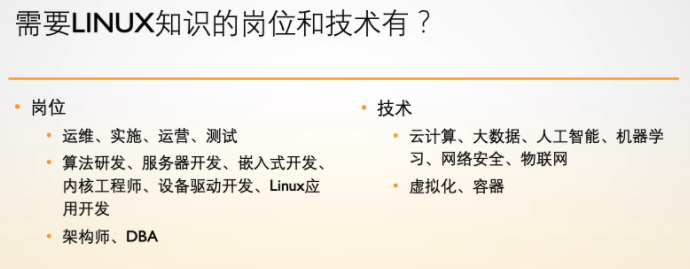 需要LINUX知识的岗位和技术有？
• 岗位
• 运维、实施、运营、测试
• 算法研发、服务器开发、嵌入式开发、
内核工程师、设备驱动开发、Linux应
用开发
• 架构师、DBA
• 技术
• 云计算、大数据、人工智能、机器学
习、网络安全、物联网
• 虚拟化、容器